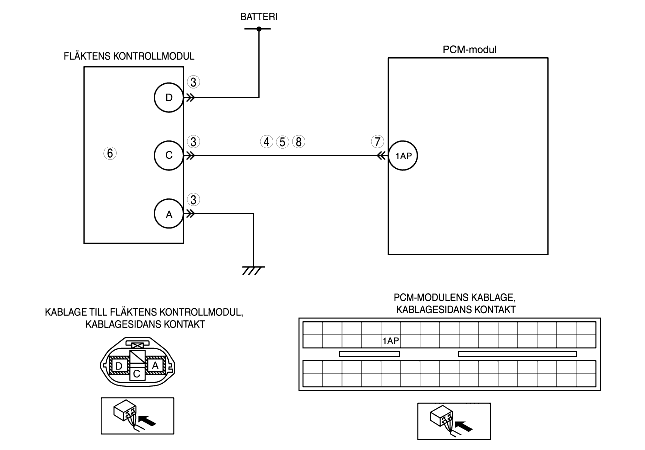 BATTERI
FLÄKTENS KONTROLLMODUL
PCM-modul
D
3
C
3
4 5 8
7
1AP
6
A
3
KABLAGE TILL FLÄKTENS KONTROLLMODUL,
KABLAGESIDANS KONTAKT
D
C
A
PCM-MODULENS KABLAGE,
KABLAGESIDANS KONTAKT
1AP